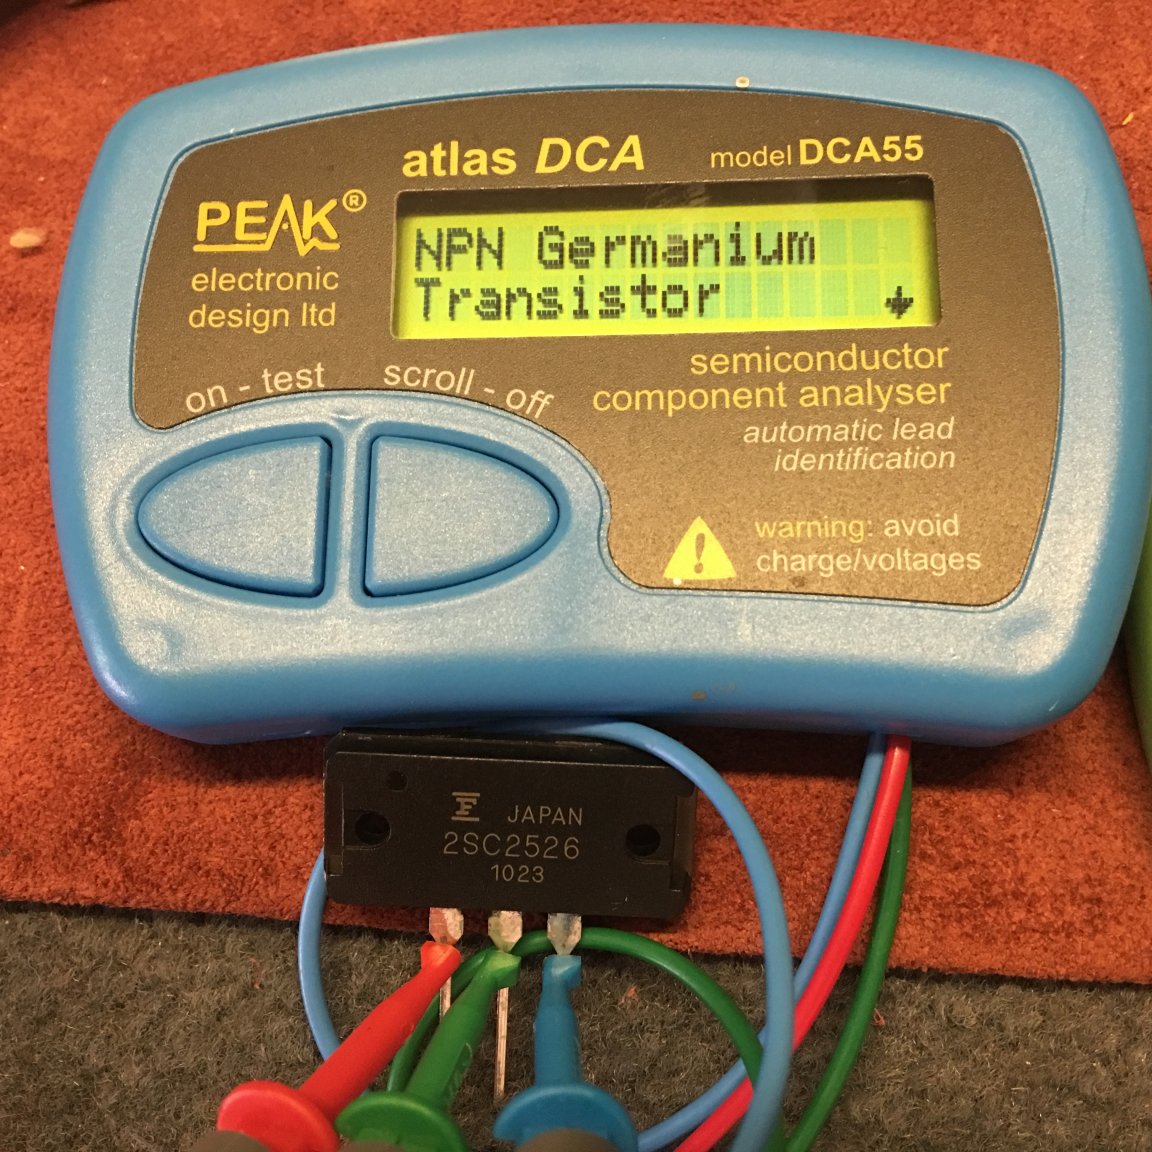 atlas DCA
model DCA55
PEAK®
electronic
design ltd
NPN Germanium
Transistor
on - test
scroll - off
semiconductor
component analyser
automatic lead
identification
warning: avoid
charge/voltages
F JAPAN
2SC2526
1023